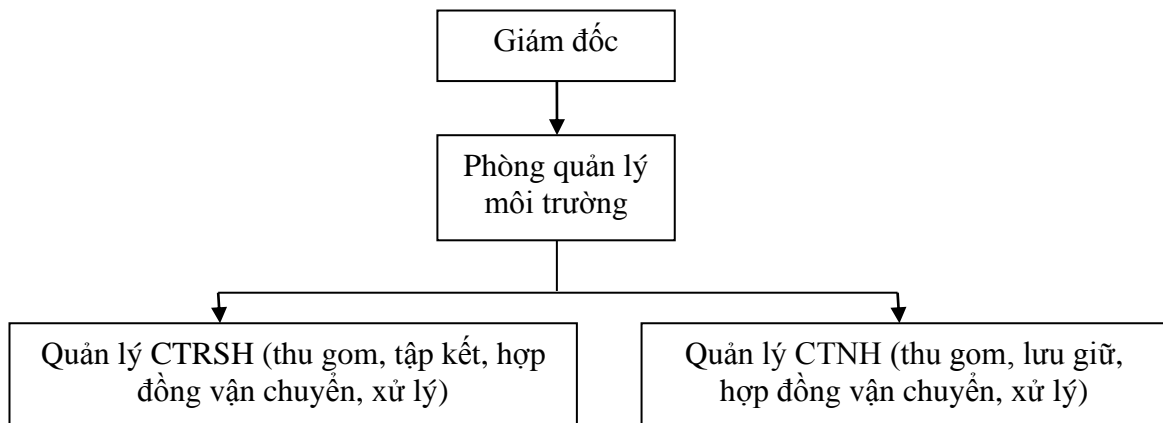 Giám đốc
Phòng quản lý
môi trường
Quản lý CTRSH (thu gom, tập kết, hợp
đồng vận chuyển, xử lý)
Quản lý CTNH (thu gom, lưu giữ,
hợp đồng vận chuyển, xử lý)